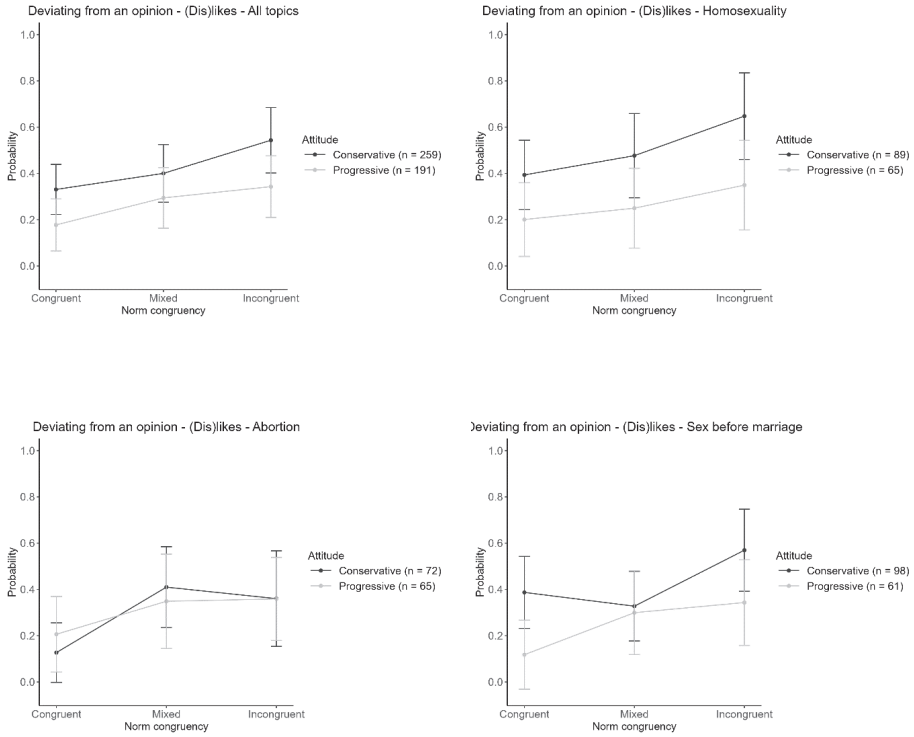 Deviating from an opinion - (Dis)likes - All topics
1.0
0.8
0.6
0.4
0.2
0.0
Probability
Congruent Mixed Incongruent
Norm congruency
Attitude
Conservative (n = 259)
Progressive (n = 191)
Deviating from an opinion - (Dis)likes - Homosexuality
1.0
0.8
0.6
0.4
0.2
0.0
Probability
Congruent Mixed Incongruent
Norm congruency
Attitude
Conservative (n = 89)
Progressive (n = 65)
Deviating from an opinion - (Dis)likes - Abortion
1.0
0.8
0.6
0.4
0.2
0.0
Probability
Congruent Mixed Incongruent
Norm congruency
Attitude
Conservative (n = 72)
Progressive (n = 65)
Deviating from an opinion - (Dis)likes - Sex before marriage
1.0
0.8
0.6
0.4
0.2
0.0
Probability
Congruent Mixed Incongruent
Norm congruency
Attitude
Conservative (n = 98)
Progressive (n = 61)